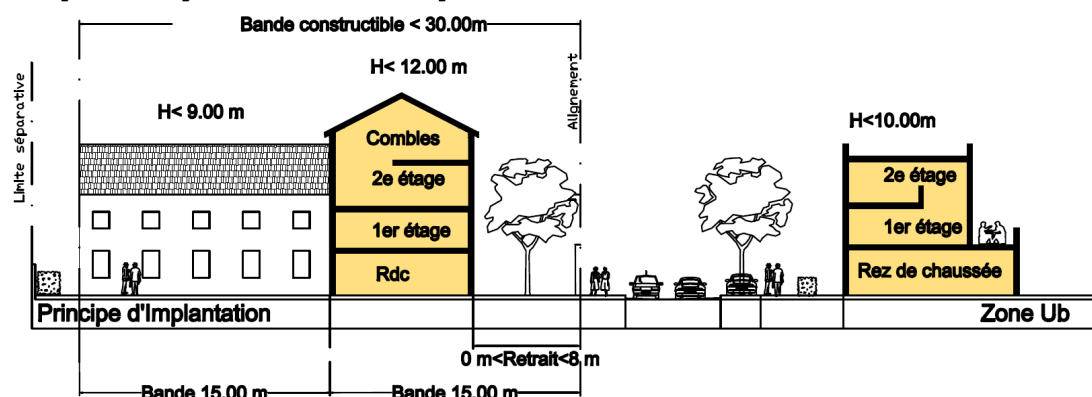 Bande constructible < 30.00m
H< 12.00 m
H< 9.00 m
H<10.00m
Limite séparative
Alignement
Combles
2e étage
1er étage
Rdc
2e étage
1er étage
Rez de chaussée
Principe d'Implantation
Zone Ub
0 m<Retrait<8 m
Bande 15.00 m
Bande 15.00 m